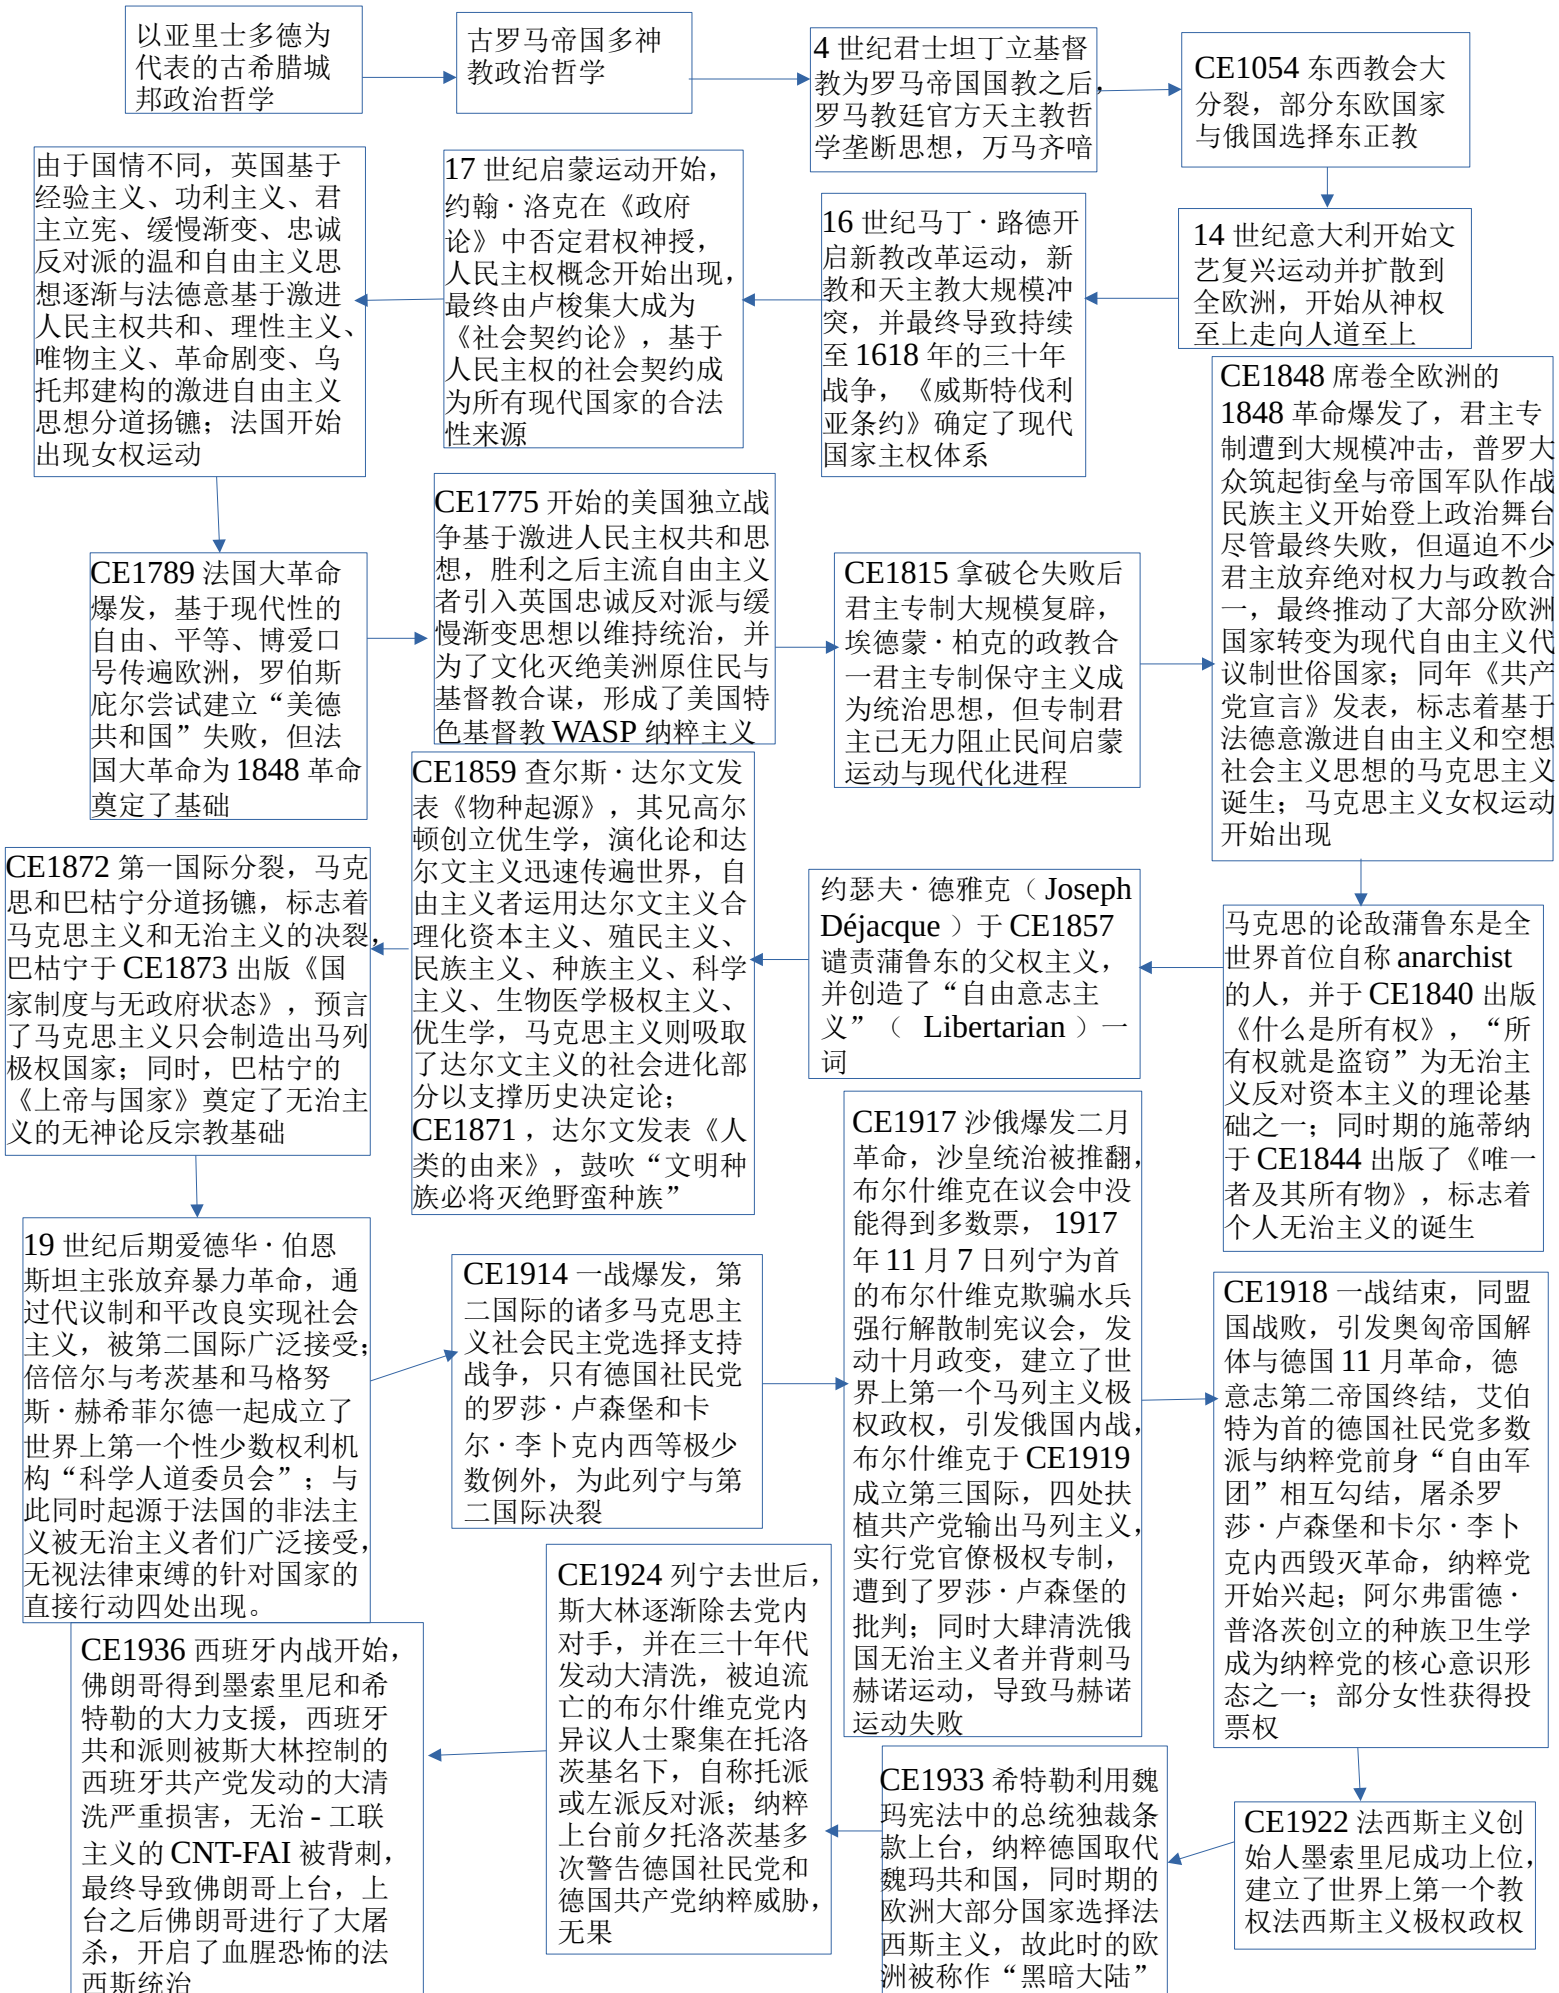 以亚里士多德为
代表的古希腊城
邦政治哲学
古罗马帝国多神
教政治哲学
4 世纪君士坦丁立基督
教为罗马帝国国教之后,
罗马教廷官方天主教哲
学垄断思想，万马齐喑
CE1054 东西教会大
分裂，部分东欧国家
与俄国选择东正教
14 世纪意大利开始文
艺复兴运动并扩散到
全欧洲，开始从神权
至上走向人道至上
16 世纪马丁·路德开
启新教改革运动，新
教和天主教大规模冲
突，并最终导致持续
至 1618 年的三十年
战争，《威斯特伐利
亚条约》确定了现代
国家主权体系
17 世纪启蒙运动开始，
约翰·洛克在《政府
论》中否定君权神授，
人民主权概念开始出现，
最终由卢梭集大成为
《社会契约论》，基于
人民主权的社会契约成
为所有现代国家的合法
性来源
由于国情不同，英国基于
经验主义、功利主义、君
主立宪、缓慢渐变、忠诚
反对派的温和自由主义思
想逐渐与法德意基于激进
人民主权共和、理性主义、
唯物主义、革命剧变、乌
托邦建构的激进自由主义
思想分道扬镳；法国开始
出现女权运动
CE1789 法国大革命
爆发，基于现代性的
自由、平等、博爱口
号传遍欧洲，罗伯斯
庇尔尝试建立“美德
共和国”失败，但法
国大革命为 1848 革命
奠定了基础
CE1775 开始的美国独立战
争基于激进人民主权共和思
想，胜利之后主流自由主义
者引入英国忠诚反对派与缓
慢渐变思想以维持统治，并
为了文化灭绝美洲原住民与
基督教合谋，形成了美国特
色基督教 WASP 纳粹主义
CE1815 拿破仑失败后
君主专制大规模复辟，
埃德蒙·柏克的政教合
一君主专制保守主义成
为统治思想，但专制君
主已无力阻止民间启蒙
运动与现代化进程
CE1848 席卷全欧洲的
1848 革命爆发了，君主专
制遭到大规模冲击，普罗大
众筑起街垒与帝国军队作战
民族主义开始登上政治舞台
尽管最终失败，但逼迫不少
君主放弃绝对权力与政教合
一，最终推动了大部分欧洲
国家转变为现代自由主义代
议制世俗国家；同年《共产
党宣言》发表，标志着基于
法德意激进自由主义和空想
社会主义思想的马克思主义
诞生；马克思主义女权运动
开始出现
马克思的论敌蒲鲁东是全
世界首位自称 anarchist
的人，并于 CE1840 出版
《什么是所有权》，“所
有权就是盗窃”为无治主
义反对资本主义的理论基
础之一；同时期的施蒂纳
于 CE1844 出版了《唯一
者及其所有物》，标志着
个人无治主义的诞生
约瑟夫·德雅克（ Joseph
Déjacque ）于 CE1857
谴责蒲鲁东的父权主义，
并创造了“自由意志主
义”（ Libertarian ）一
词
CE1859 查尔斯·达尔文发
表《物种起源》，其兄高尔
顿创立优生学，演化论和达
尔文主义迅速传遍世界，自
由主义者运用达尔文主义合
理化资本主义、殖民主义、
民族主义、种族主义、科学
主义、生物医学极权主义、
优生学，马克思主义则吸取
了达尔文主义的社会进化部
分以支撑历史决定论；
CE1871 ，达尔文发表《人
类的由来》，鼓吹“文明种
族必将灭绝野蛮种族”
CE1872 第一国际分裂，马克
思和巴枯宁分道扬镳，标志着
马克思主义和无治主义的决裂,
巴枯宁于 CE1873 出版《国
家制度与无政府状态》，预言
了马克思主义只会制造出马列
极权国家；同时，巴枯宁的
《上帝与国家》奠定了无治主
义的无神论反宗教基础
19 世纪后期爱德华·伯恩
斯坦主张放弃暴力革命，通
过代议制和平改良实现社会
主义，被第二国际广泛接受；
倍倍尔与考茨基和马格努
斯·赫希菲尔德一起成立了
世界上第一个性少数权利机
构“科学人道委员会”；与
此同时起源于法国的非法主
义被无治主义者们广泛接受，
无视法律束缚的针对国家的
直接行动四处出现。
CE1914 一战爆发，第
二国际的诸多马克思主
义社会民主党选择支持
战争，只有德国社民党
的罗莎·卢森堡和卡
尔·李卜克内西等极少
数例外，为此列宁与第
二国际决裂
CE1917 沙俄爆发二月
革命，沙皇统治被推翻，
布尔什维克在议会中没
能得到多数票， 1917
年 11 月 7 日列宁为首
的布尔什维克欺骗水兵
强行解散制宪议会，发
动十月政变，建立了世
界上第一个马列主义极
权政权，引发俄国内战，
布尔什维克于 CE1919
成立第三国际，四处扶
植共产党输出马列主义，
实行党官僚极权专制，
遭到了罗莎·卢森堡的
批判；同时大肆清洗俄
国无治主义者并背刺马
赫诺运动，导致马赫诺
运动失败
CE1918 一战结束，同盟
国战败，引发奥匈帝国解
体与德国 11 月革命，德
意志第二帝国终结，艾伯
特为首的德国社民党多数
派与纳粹党前身“自由军
团”相互勾结，屠杀罗
莎·卢森堡和卡尔·李卜
克内西毁灭革命，纳粹党
开始兴起；阿尔弗雷德·
普洛茨创立的种族卫生学
成为纳粹党的核心意识形
态之一；部分女性获得投
票权
CE1922 法西斯主义创
始人墨索里尼成功上位，
建立了世界上第一个教
权法西斯主义极权政权
CE1933 希特勒利用魏
玛宪法中的总统独裁条
款上台，纳粹德国取代
魏玛共和国，同时期的
欧洲大部分国家选择法
西斯主义，故此时的欧
洲被称作“黑暗大陆”
CE1924 列宁去世后，
斯大林逐渐除去党内
对手，并在三十年代
发动大清洗，被迫流
亡的布尔什维克党内
异议人士聚集在托洛
茨基名下，自称托派
或左派反对派；纳粹
上台前夕托洛茨基多
次警告德国社民党和
德国共产党纳粹威胁，
无果
CE1936 西班牙内战开始，
佛朗哥得到墨索里尼和希
特勒的大力支援，西班牙
共和派则被斯大林控制的
西班牙共产党发动的大清
洗严重损害，无治 - 工联
主义的 CNT-FAI 被背刺，
最终导致佛朗哥上台，上
台之后佛朗哥进行了大屠
杀，开启了血腥恐怖的法
西斯统治